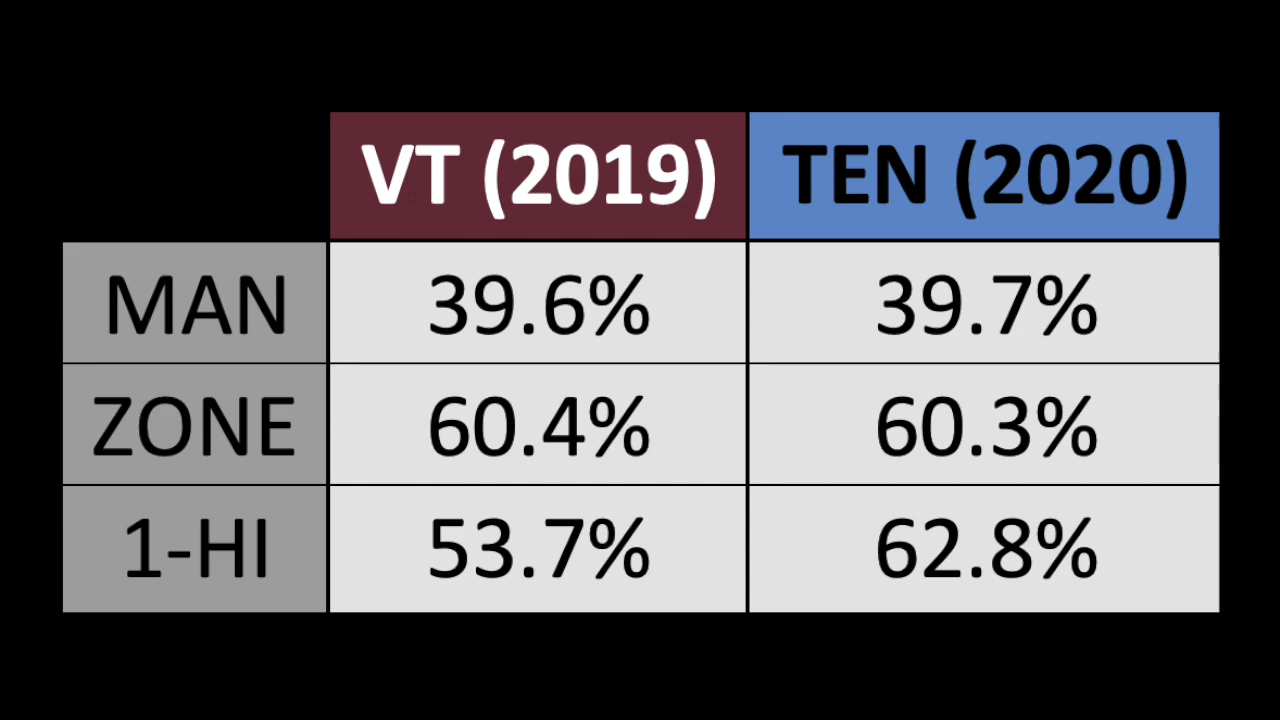 VT (2019) TEN (2020)
MAN 39.6% 39.7%
ZONE 60.4% 60.3%
1-HI 53.7% 62.8%